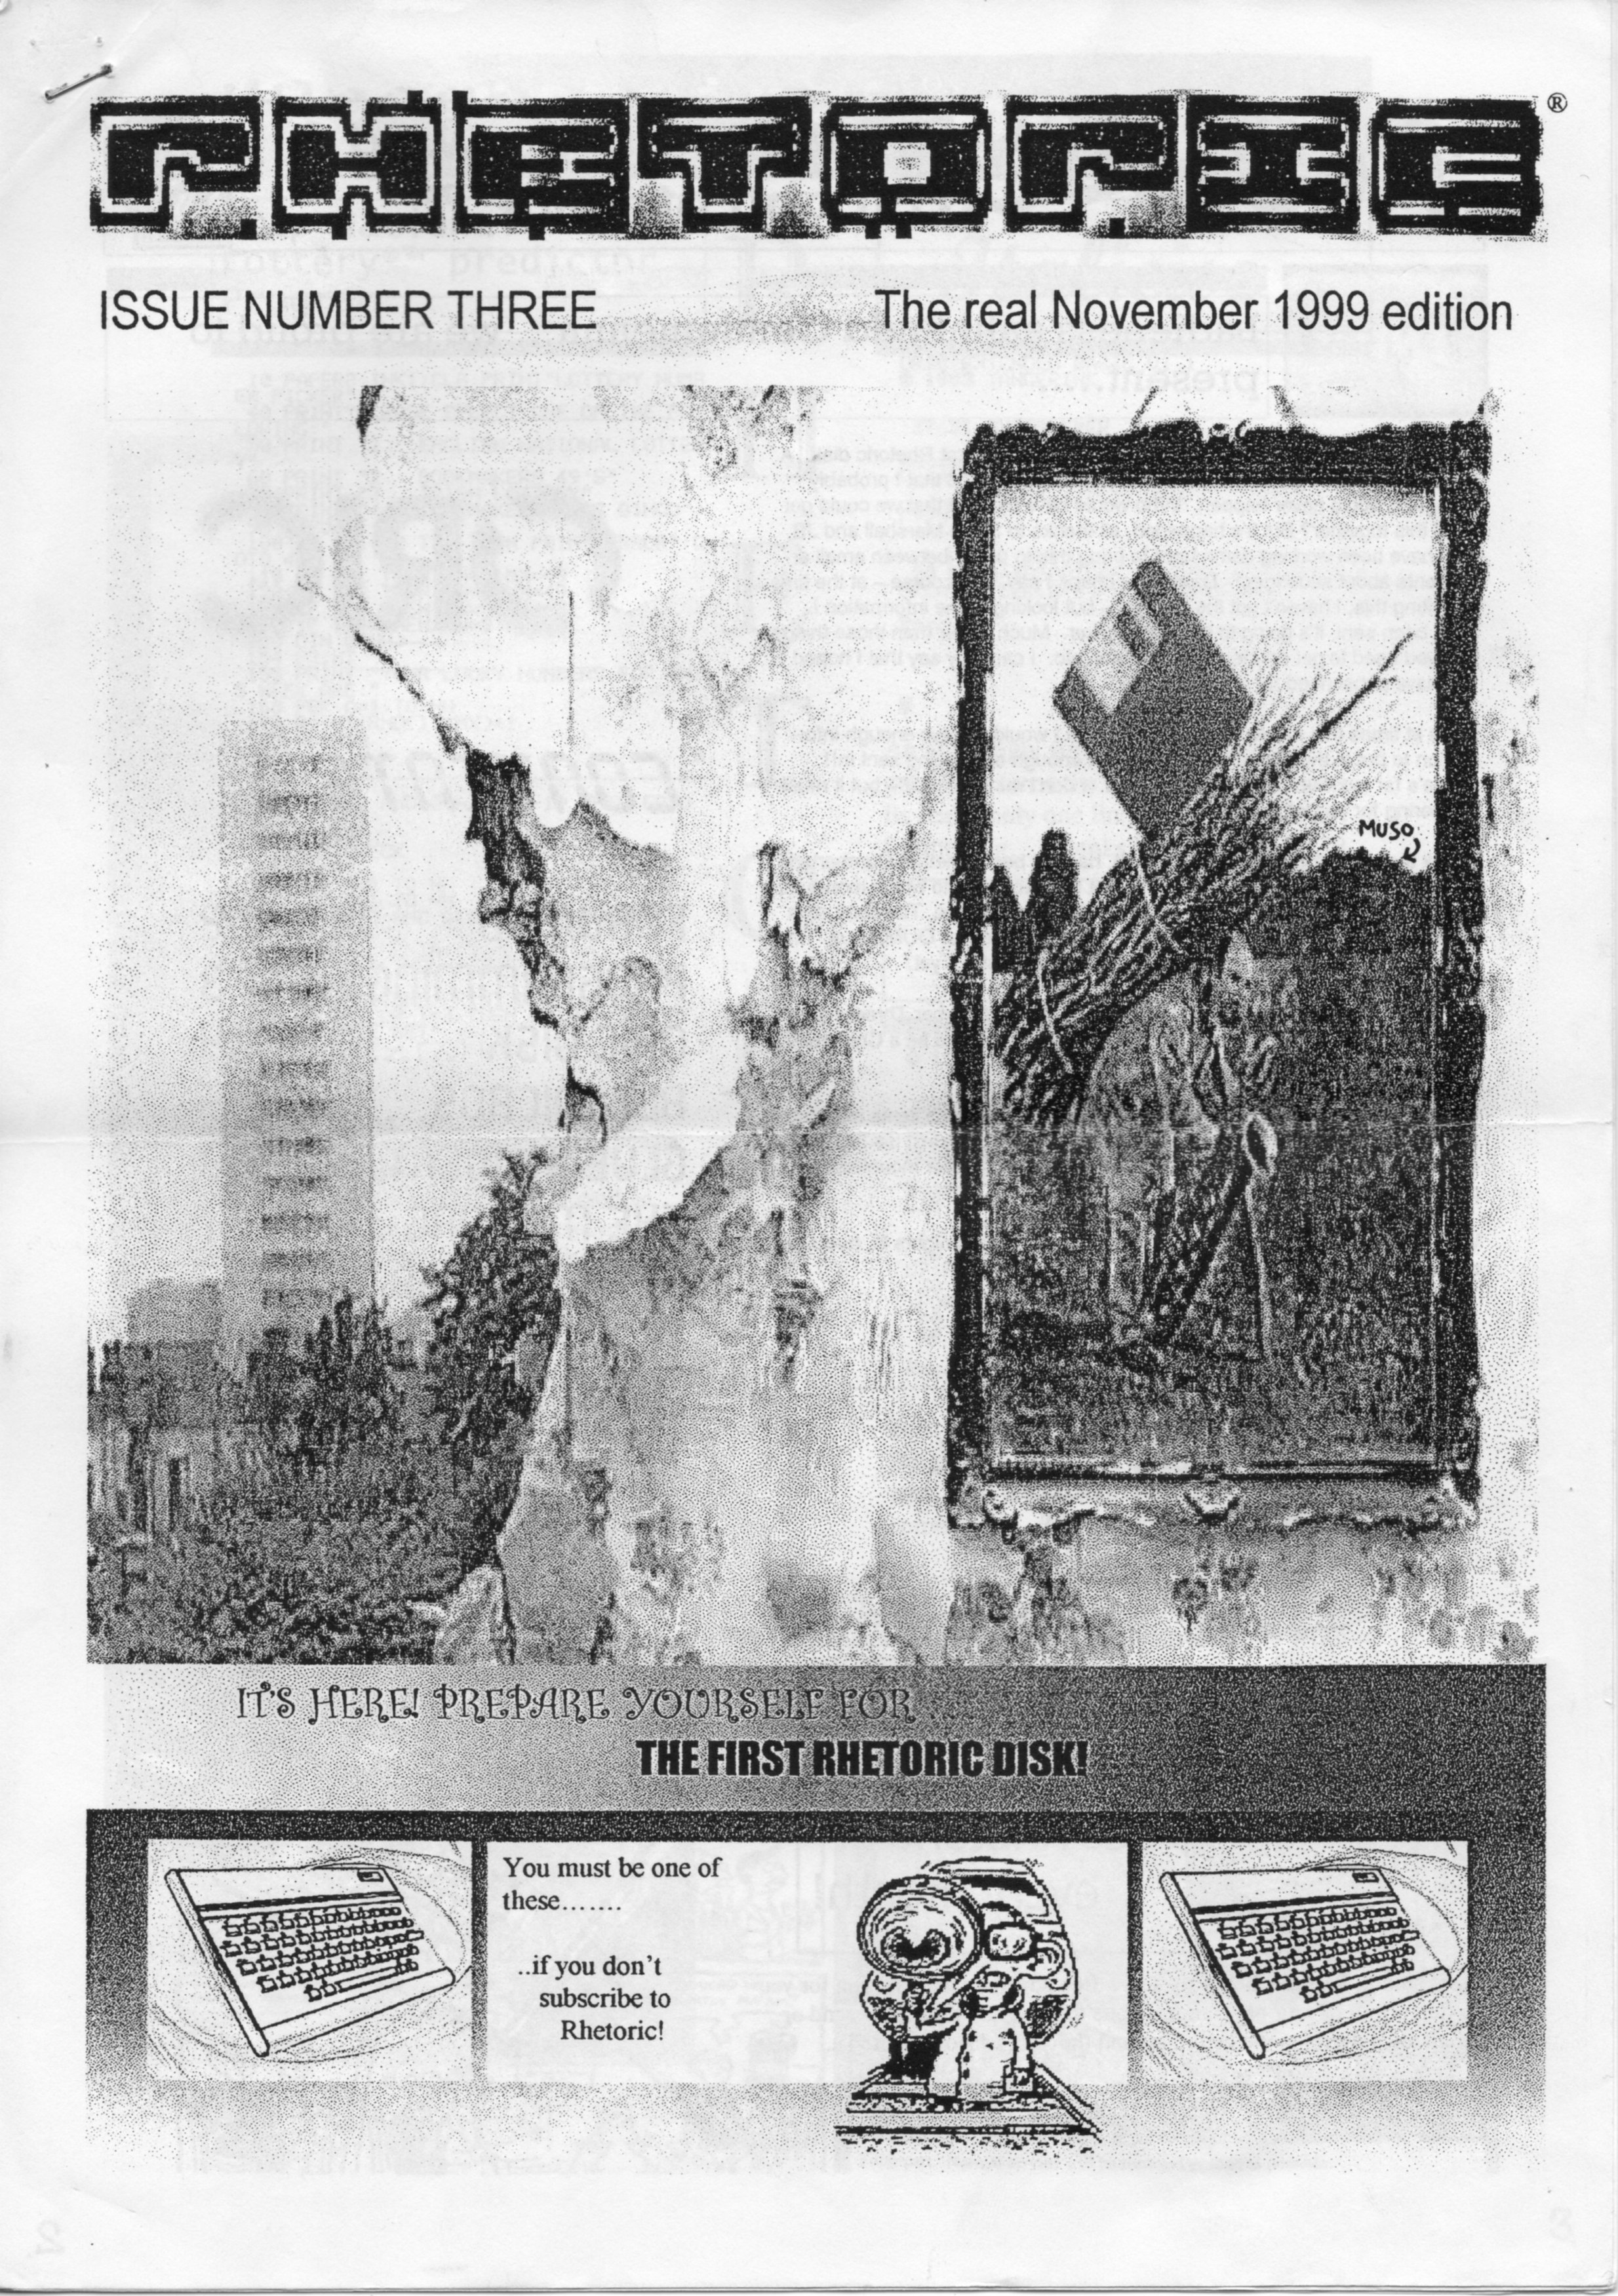 RHETORIC®
ISSUE NUMBER THREE
The real November 1999 edition
MUSO
IT'S HERE! PREPARE YOURSELF FOR ...
THE FIRST RHETORIC DISK!
You must be one of
these.......
..if you don't
subscribe to
Rhetoric!